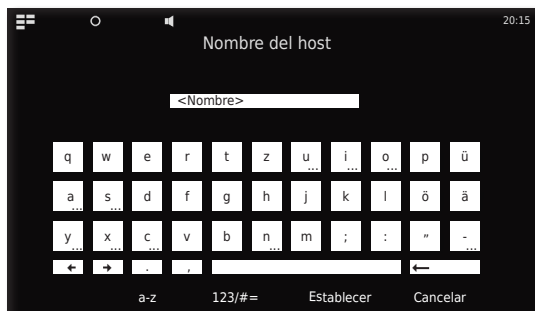 20:15
Nombre del host
<Nombre>
q w e r t z u... i... o... p ü
a... s... d f g h j k l ö ä
y... x... c... v b n... m ; : " -...
← → . , ←
a-z 123/#= Establecer Cancelar